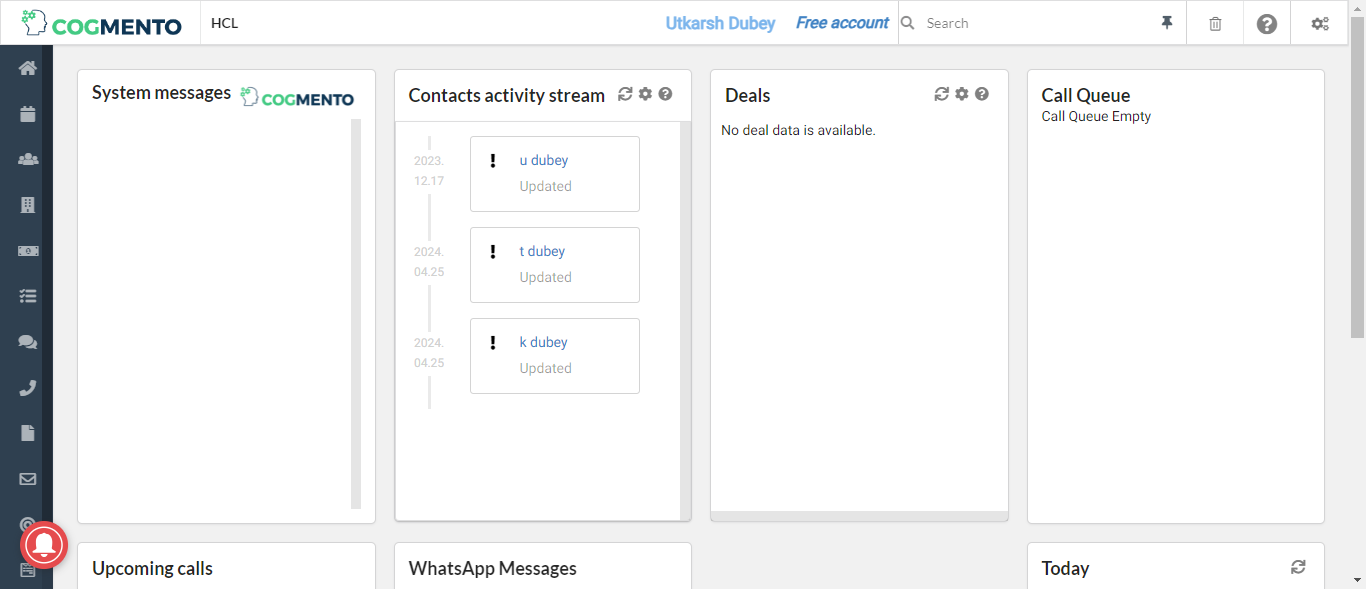 COGMENTO
HCL
Utkarsh Dubey
Free account
Search
System messages
COGMENTO
Contacts activity stream
2023.
12.17
! u dubey
Updated
2024.
04.25
! t dubey
Updated
2024.
04.25
! k dubey
Updated
Deals
No deal data is available.
Call Queue
Call Queue Empty
Upcoming calls
WhatsApp Messages
Today